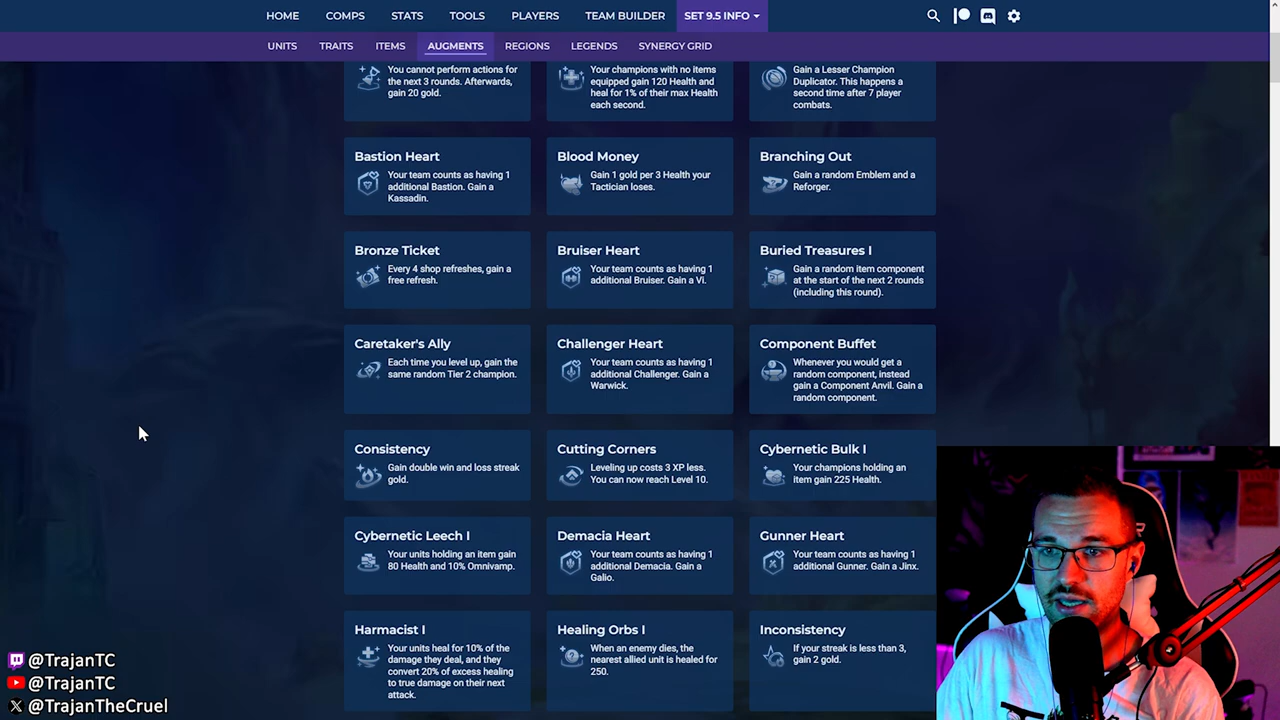 HOME COMPS STATS TOOLS PLAYERS TEAM BUILDER SET 9.5 INFO
UNITS TRAITS ITEMS AUGMENTS REGIONS LEGENDS SYNERGY GRID
You cannot perform actions for
the next 3 rounds. Afterwards,
gain 20 gold.
Your champions with no items
equipped gain 120 Health and
heal for 1% of their max Health
each second.
Gain a Lesser Champion
Duplicator. This happens a
second time after 7 player
combats.
Bastion Heart
Your team counts as having 1
additional Bastion. Gain a
Kassadin.
Blood Money
Gain 1 gold per 3 Health your
Tactician loses.
Branching Out
Gain a random Emblem and a
Reforger.
Bronze Ticket
Every 4 shop refreshes, gain a
free refresh.
Bruiser Heart
Your team counts as having 1
additional Bruiser. Gain a Vi.
Buried Treasures I
Gain a random item component
at the start of the next 2 rounds
(including this round).
Caretaker's Ally
Each time you level up, gain the
same random Tier 2 champion.
Challenger Heart
Your team counts as having 1
additional Challenger. Gain a
Warwick.
Component Buffet
Whenever you would get a
random component, instead
gain a Component Anvil. Gain a
random component.
Consistency
Gain double win and loss streak
gold.
Cutting Corners
Leveling up costs 3 XP less.
You can now reach Level 10.
Cybernetic Bulk I
Your champions holding an
item gain 225 Health.
Cybernetic Leech I
Your units holding an item gain
80 Health and 10% Omnivamp.
Demacia Heart
Your team counts as having 1
additional Demacia. Gain a
Galio.
Gunner Heart
Your team counts as having 1
additional Gunner. Gain a Jinx.
Harmacist I
Your units heal for 10% of the
damage they deal, and they
convert 20% of excess healing
to true damage on their next
attack.
Healing Orbs I
When an enemy dies, the
nearest allied unit is healed for
250.
Inconsistency
If your streak is less than 3,
gain 2 gold.
@TrajanTC
@TrajanTC
@TrajanTheCruel